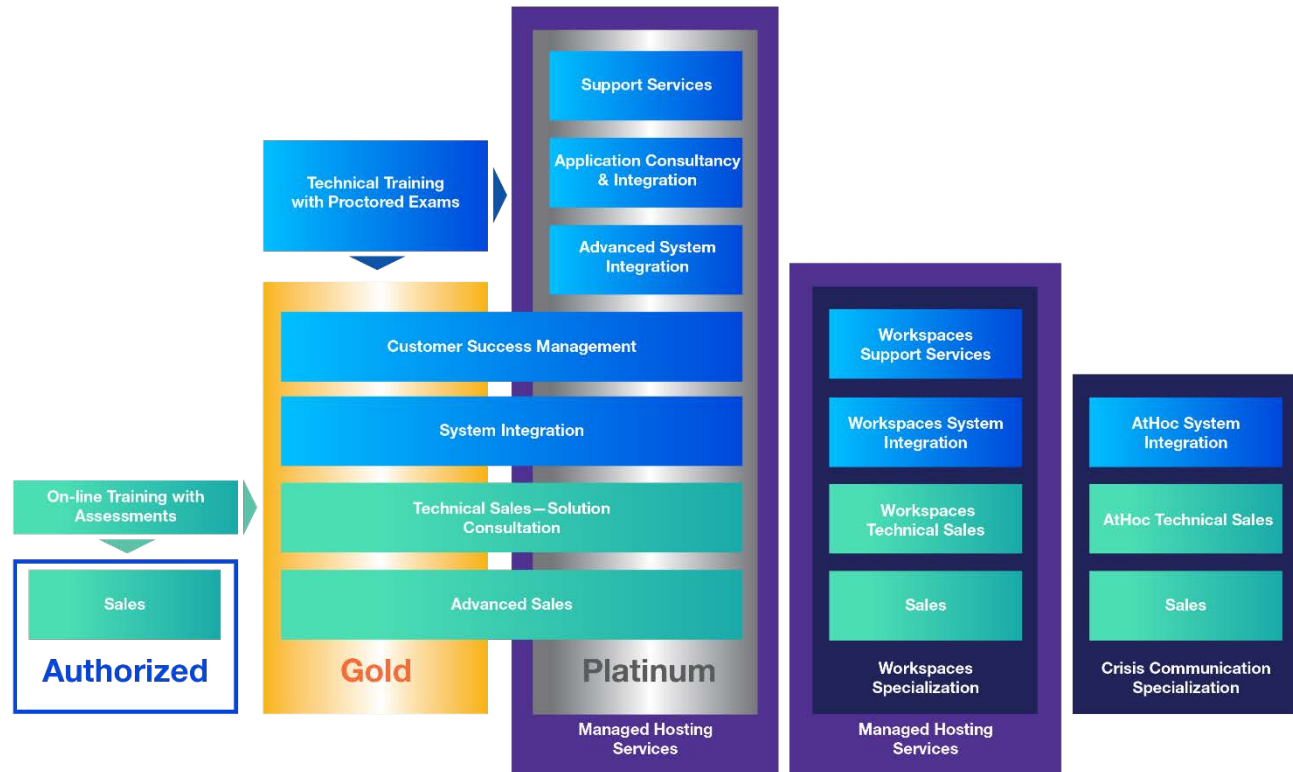 Support Services
Application Consultancy
& Integration
Technical Training
with Proctored Exams
Advanced System
Integration
Customer Success Management
Workspaces
Support Services
System Integration
Workspaces System
Integration
AtHoc System
Integration
On-line Training with
Assessments
Technical Sales—Solution
Consultation
Workspaces
Technical Sales
AtHoc Technical Sales
Sales
Advanced Sales
Sales
Sales
Authorized
Gold
Platinum
Workspaces
Specialization
Crisis Communication
Specialization
Managed Hosting
Services
Managed Hosting
Services